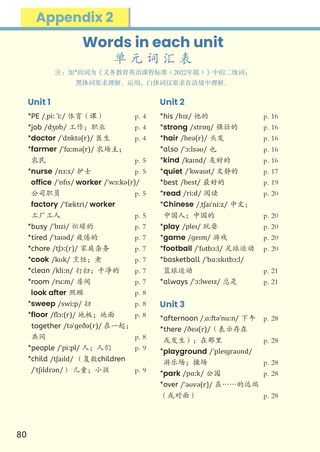 Appendix 2
Words in each unit
单元词汇表
注：加*的词为《义务教育英语课程标准（2022年版）》中的二级词；
黑体词要求理解、运用，白体词仅要求在语境中理解。
Unit 1
*PE /ˌpiːˈiː/ 体育（课） p. 4
*job /dʒɒb/ 工作；职业 p. 4
*doctor /ˈdɒktə(r)/ 医生 p. 4
*farmer /ˈfɑːmə(r)/ 农场主；
农民 p. 5
*nurse /nɜːs/ 护士 p. 5
office /ˈɒfɪs/ worker /ˈwɜːkə(r)/
公司职员 p. 5
factory /ˈfæktri/ worker
工厂工人 p. 5
*busy /ˈbɪzi/ 忙碌的 p. 7
*tired /ˈtaɪəd/ 疲倦的 p. 7
*chore /tʃɔː(r)/ 家庭杂务 p. 7
*cook /kʊk/ 烹饪；煮 p. 7
*clean /kliːn/ 打扫；干净的 p. 7
*room /ruːm/ 房间 p. 7
look after 照顾 p. 8
*sweep /swiːp/ 扫 p. 8
*floor /flɔː(r)/ 地板；地面 p. 8
together /təˈɡeðə(r)/ 在一起；
共同 p. 8
*people /ˈpiːpl/ 人；人们 p. 9
*child /tʃaɪld/（复数children
/ˈtʃɪldrən/）儿童；小孩 p. 9
Unit 2
*his /hɪz/ 他的 p. 16
*strong /strɒŋ/ 强壮的 p. 16
*hair /heə(r)/ 头发 p. 16
*also /ˈɔːlsəʊ/ 也 p. 16
*kind /kaɪnd/ 友好的 p. 16
*quiet /ˈkwaɪət/ 文静的 p. 17
*best /best/ 最好的 p. 19
*read /riːd/ 阅读 p. 20
*Chinese /ˌtʃaɪˈniːz/ 中文；
中国人；中国的 p. 20
*play /pleɪ/ 玩耍 p. 20
*game /ɡeɪm/ 游戏 p. 20
*football /ˈfʊtbɔːl/ 足球运动 p. 20
*basketball /ˈbɑːskɪtbɔːl/
篮球运动 p. 21
*always /ˈɔːlweɪz/ 总是 p. 21
Unit 3
*afternoon /ˌɑːftəˈnuːn/ 下午 p. 28
*there /ðeə(r)/（表示存在
或发生）；在那里 p. 28
*playground /ˈpleɪɡraʊnd/
游乐场；操场 p. 28
*park /pɑːk/ 公园 p. 28
*over /ˈəʊvə(r)/ 在……的远端
（或对面） p. 28
80